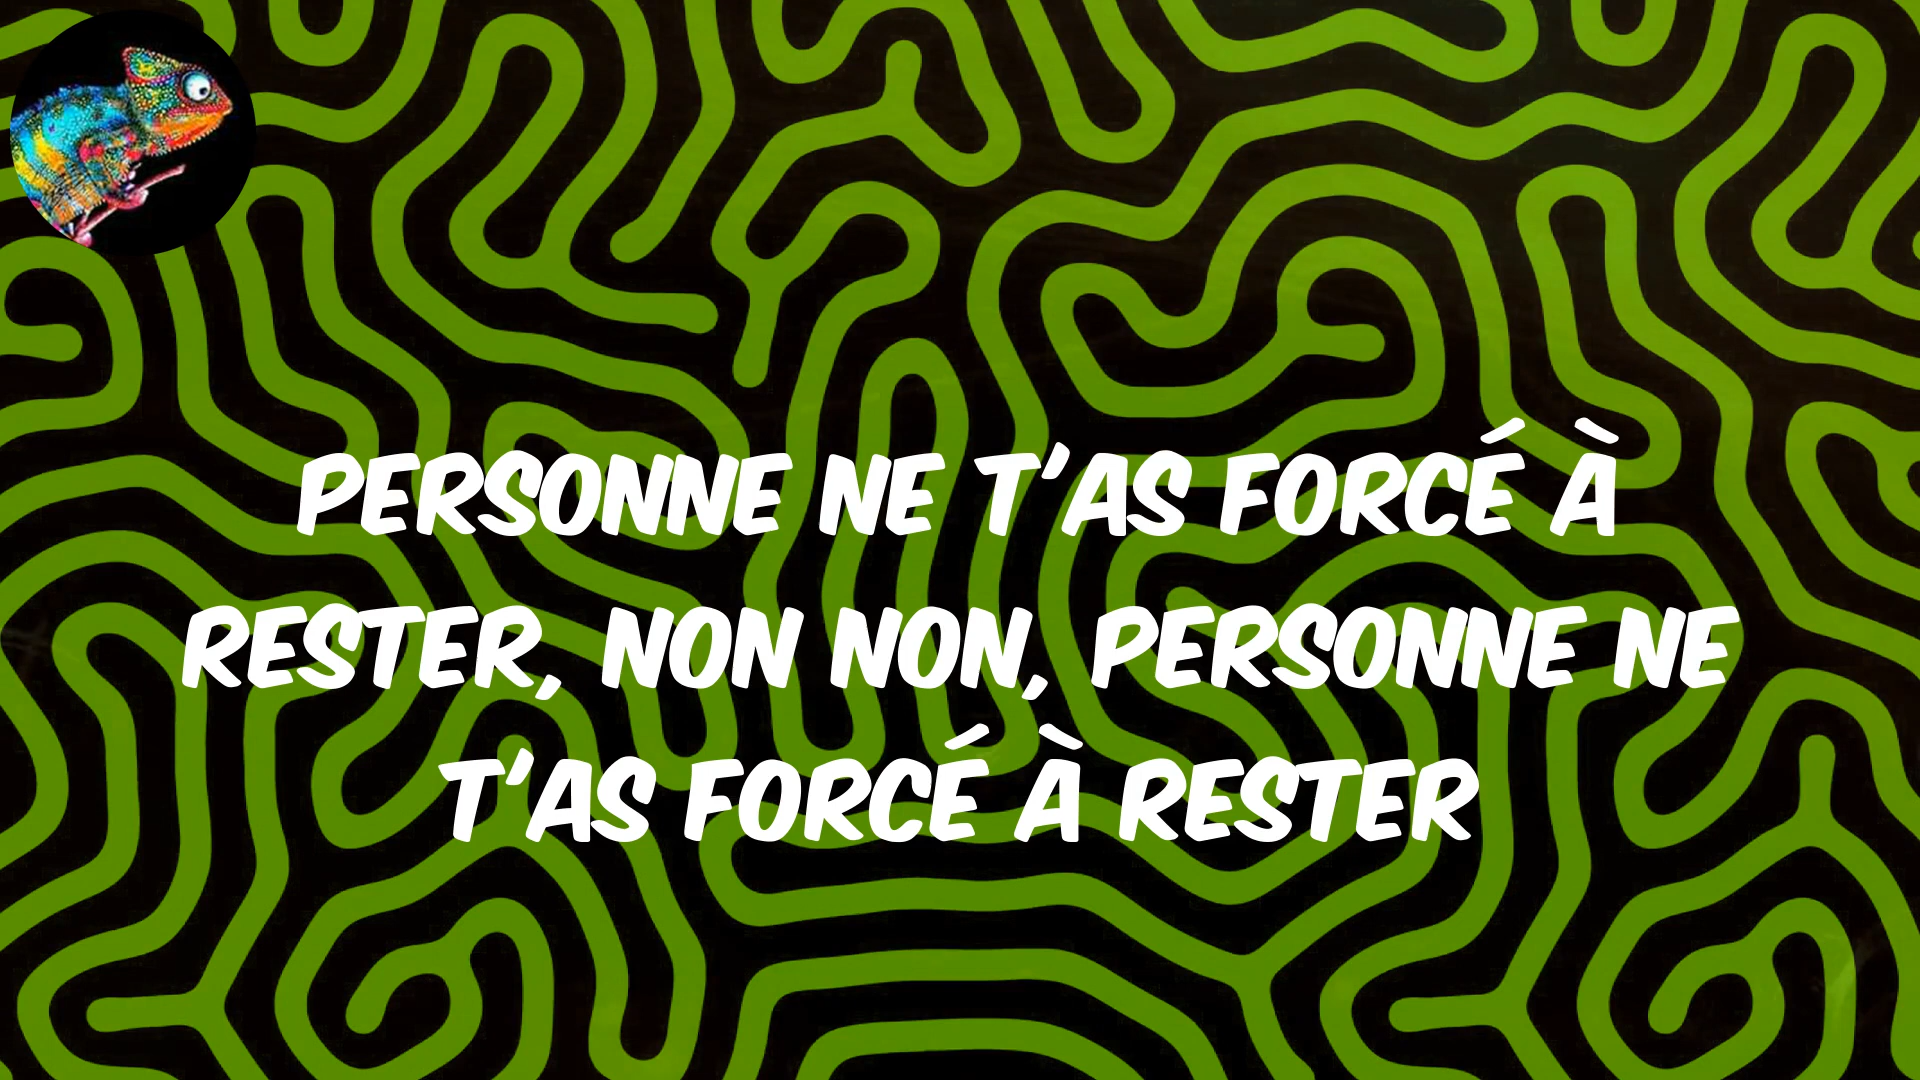 PERSONNE NE T'AS FORCÉ À
RESTER, NON NON, PERSONNE NE
T'AS FORCÉ À RESTER